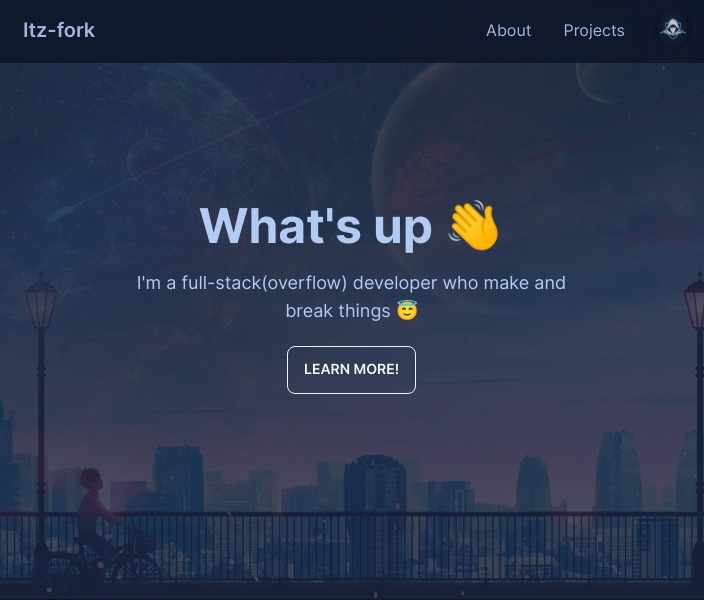 Itz-fork
About
Projects
What's up 👋
I'm a full-stack(overflow) developer who make and
break things 😇
LEARN MORE!